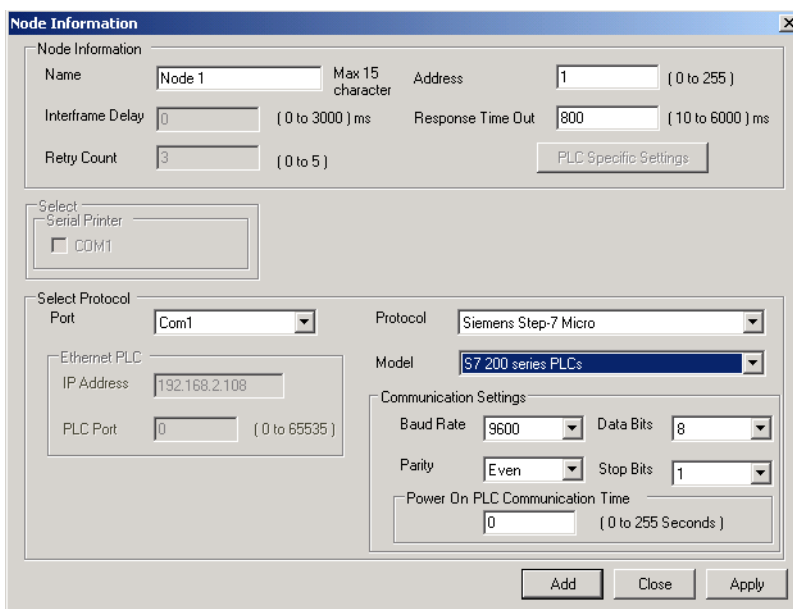 Node Information
Node Information
Name Node 1 Max 15 character Address 1 ( 0 to 255 )
Interframe Delay 0 ( 0 to 3000 ) ms Response Time Out 800 ( 10 to 6000 ) ms
Retry Count 3 ( 0 to 5 ) PLC Specific Settings
Select
Serial Printer
COM1
Select Protocol
Port Com1 Protocol Siemens Step-7 Micro
Ethernet PLC
IP Address 192.168.2.108
PLC Port 0 ( 0 to 65535 )
Model S7 200 series PLCs
Communication Settings
Baud Rate 9600 Data Bits 8
Parity Even Stop Bits 1
Power On PLC Communication Time
0 ( 0 to 255 Seconds )
Add Close Apply